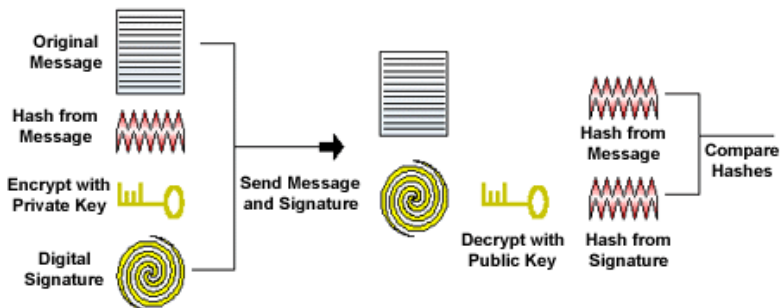 Original
Message
Hash from
Message
Encrypt with
Private Key
Digital
Signature
Send Message
and Signature
Decrypt with
Public Key
Hash from
Message
Hash from
Signature
Compare
Hashes